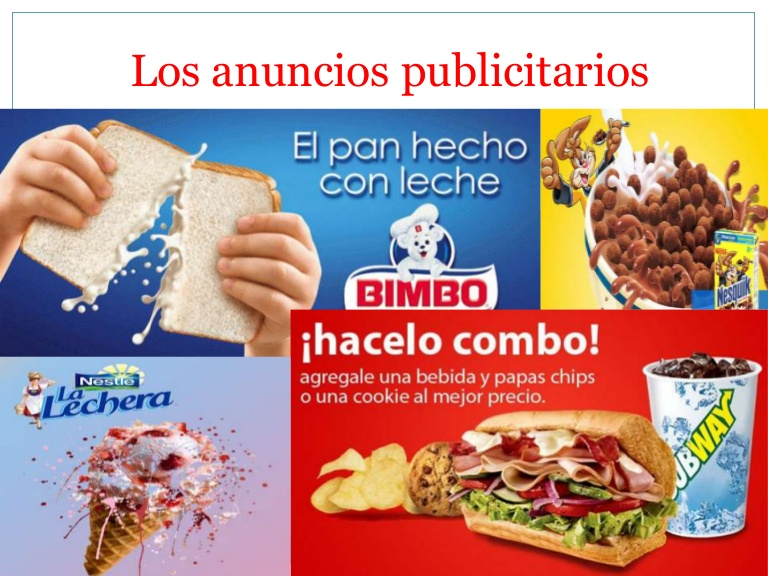 Los anuncios publicitarios
El pan hecho
con leche
BIMBO
Nesquik
¡hacelo combo!
agregale una bebida y papas chips
o una cookie al mejor precio.
Nestlé
La
Lechera
SUBWAY